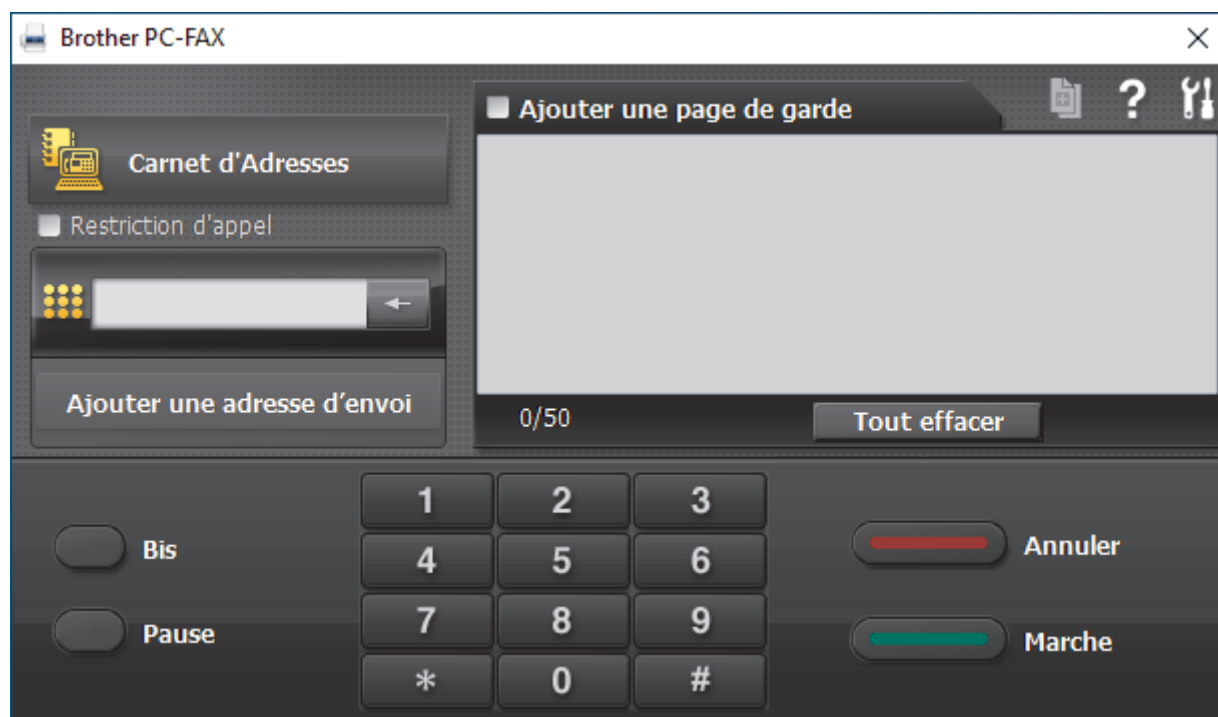 Brother PC-FAX
Ajouter une page de garde
?
Carnet d'Adresses
Restriction d'appel
Ajouter une adresse d’envoi
0/50
Tout effacer
1 2 3
4 5 6
7 8 9
* 0 #
Bis
Pause
Annuler
Marche